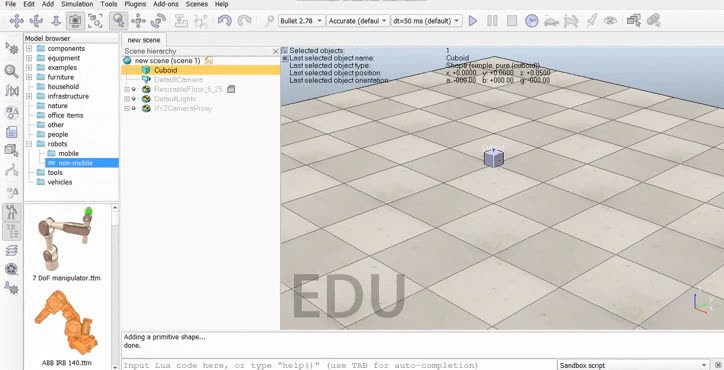 File Edit Add Simulation Tools Modules Add-ons Scenes Help
Bullet 2.78 Accurate (defaul dt=50 ms (default)
new scene
Model browser
components
equipment
examples
furniture
household
infrastructure
nature
office items
other
people
robots
mobile
non-mobile
tools
vehicles
7 DoF manipulator.ttm
ABB IRB 140.ttm
Scene hierarchy
new scene (scene 1)
Cuboid
DefaultCamera
ResizableFloor_5_25
DefaultLights
XYZCameraProxy
Selected objects: 1
Last selected object name: Cuboid
Last selected object type: Shape (simple, pure (cuboid))
Last selected object position: x: +0.0000 y: +0.0000 z: +0.0500
Last selected object orientation: a: -000.00 b: +000.00 g: -000.00
EDU
Adding a primitive shape...
done.
Input Lua code here, or type "help()" (use TAB for auto-completion)
Sandbox script